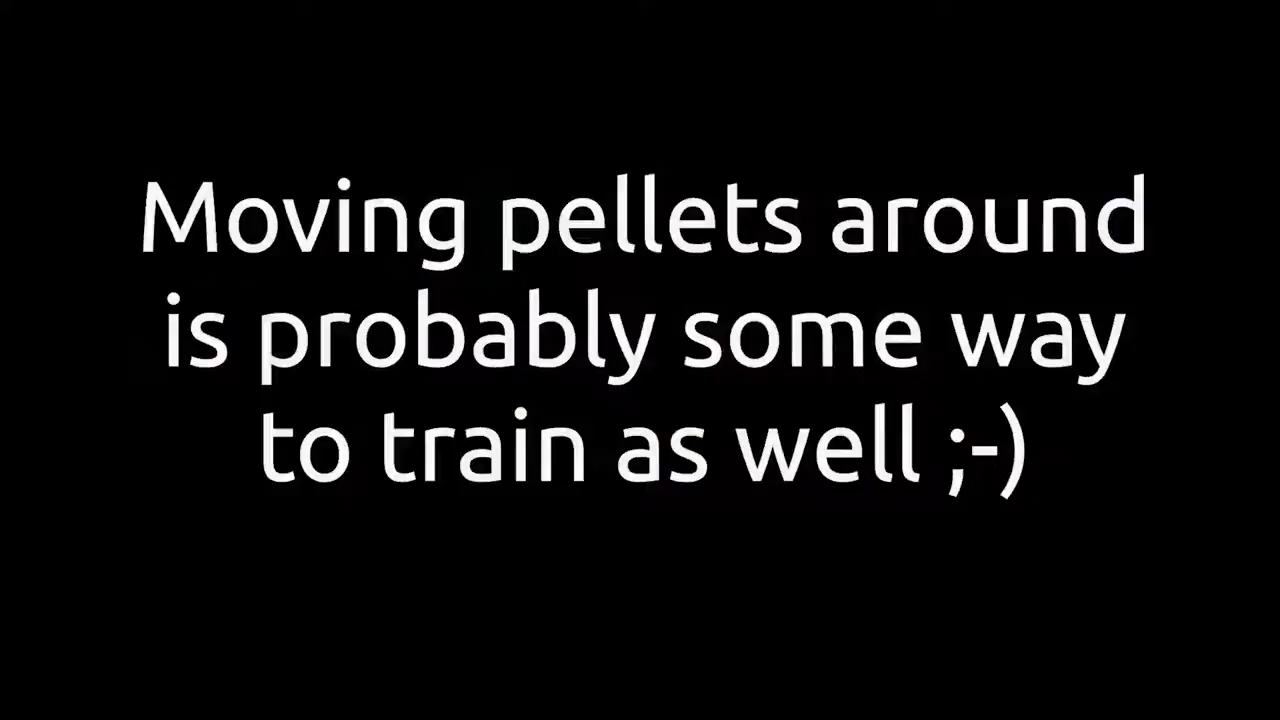 Moving pellets around
is probably some way
to train as well ;-)